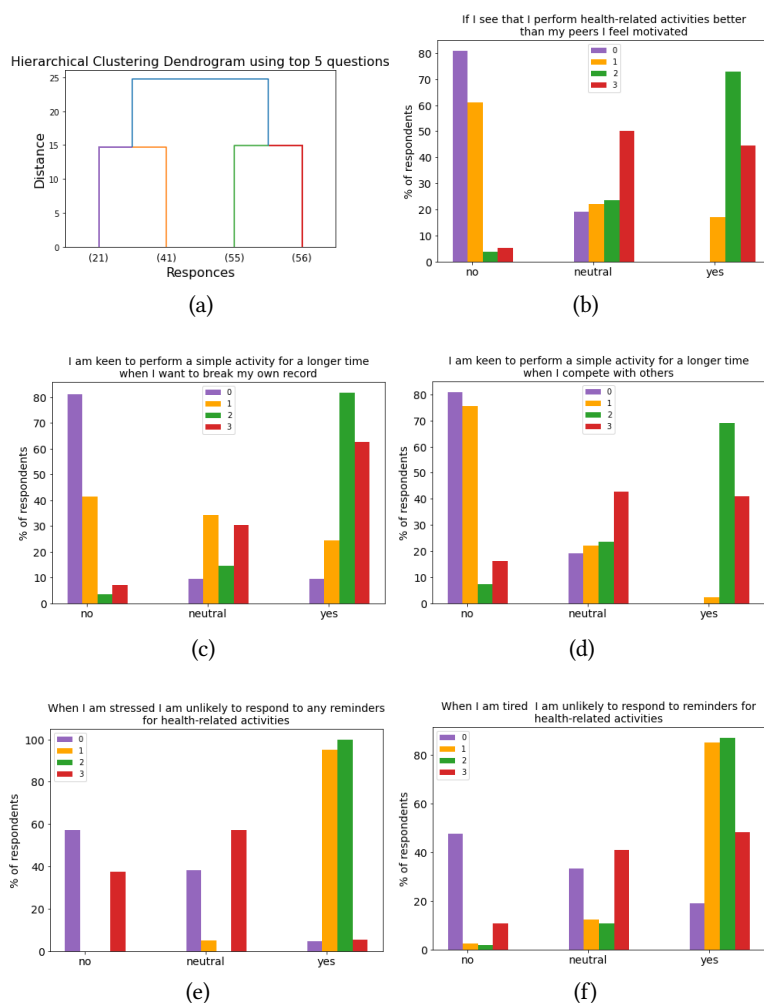 Hierarchical Clustering Dendrogram using top 5 questions
25
20
15
10
5
0
Distance
(21) (41) (55) (56)
Responces
(a)
If I see that I perform health-related activities better
than my peers I feel motivated
80
70
60
50
40
30
20
10
0
% of respondents
0
1
2
3
no neutral yes
(b)
I am keen to perform a simple activity for a longer time
when I want to break my own record
80
70
60
50
40
30
20
10
0
% of respondents
0
1
2
3
no neutral yes
(c)
I am keen to perform a simple activity for a longer time
when I compete with others
80
70
60
50
40
30
20
10
0
% of respondents
0
1
2
3
no neutral yes
(d)
When I am stressed I am unlikely to respond to any reminders
for health-related activities
100
80
60
40
20
0
% of respondents
0
1
2
3
no neutral yes
(e)
When I am tired I am unlikely to respond to reminders for
health-related activities
80
60
40
20
0
% of respondents
0
1
2
3
no neutral yes
(f)